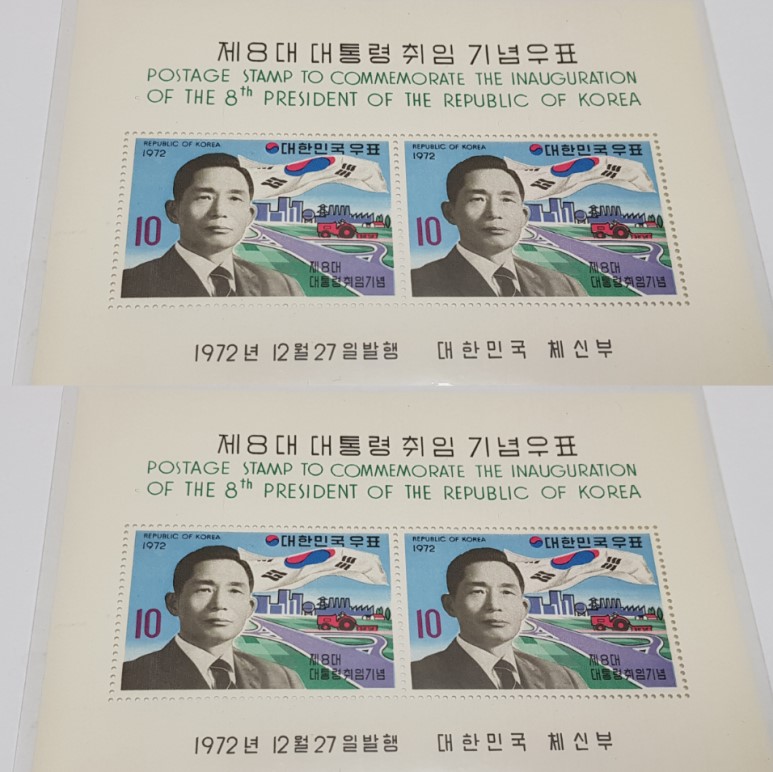 제8대 대통령 취임 기념우표
POSTAGE STAMP TO COMMEMORATE THE INAUGURATION
OF THE 8th PRESIDENT OF THE REPUBLIC OF KOREA
REPUBLIC OF KOREA
1972
대한민국우표
10
제8대
대통령취임기념
REPUBLIC OF KOREA
1972
대한민국우표
10
제8대
대통령취임기념
1972년 12월 27일발행 대한민국 체신부
제8대 대통령 취임 기념우표
POSTAGE STAMP TO COMMEMORATE THE INAUGURATION
OF THE 8th PRESIDENT OF THE REPUBLIC OF KOREA
REPUBLIC OF KOREA
1972
대한민국우표
10
제8대
대통령취임기념
REPUBLIC OF KOREA
1972
대한민국우표
10
제8대
대통령취임기념
1972년 12월 27일발행 대한민국 체신부